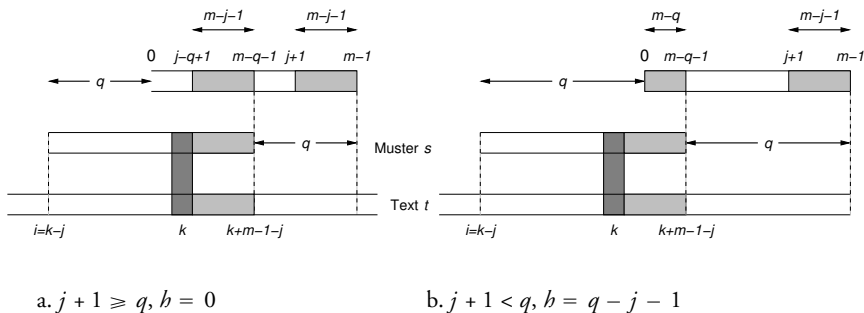 m–j–1 m–j–1 m–q m–j–1
0 j–q+1 m–q–1 j+1 m–1 0 m–q–1 j+1 m–1
q q
q Muster s q
Text t
i=k–j k k+m–1–j i=k–j k k+m–1–j
a. j + 1 ⩾ q, h = 0 b. j + 1 < q, h = q − j − 1